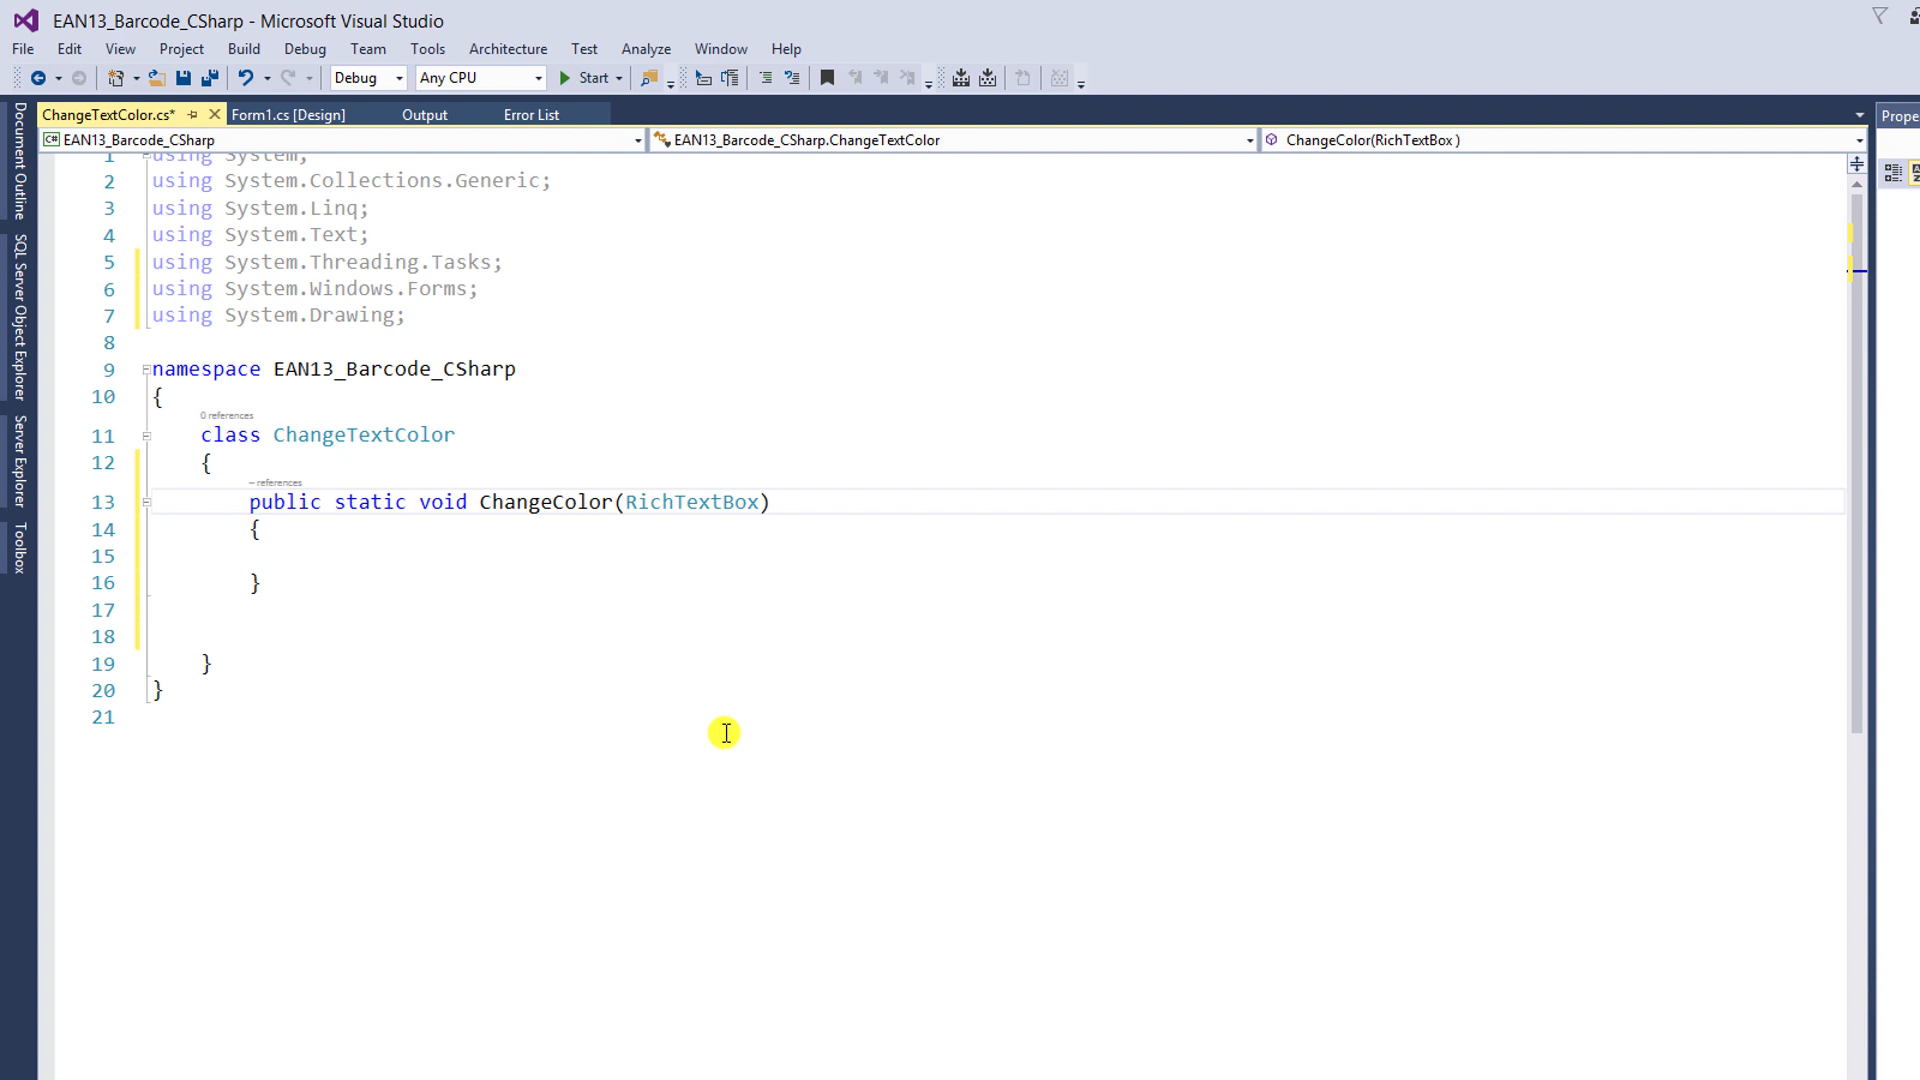 EAN13_Barcode_CSharp - Microsoft Visual Studio
File Edit View Project Build Debug Team Tools Architecture Test Analyze Window Help
Debug Any CPU Start
ChangeTextColor.cs* Form1.cs [Design] Output Error List
EAN13_Barcode_CSharp EAN13_Barcode_CSharp.ChangeTextColor ChangeColor(RichTextBox )
Document Outline
SQL Server Object Explorer
Server Explorer
Toolbox
Prope
1 using System;
2 using System.Collections.Generic;
3 using System.Linq;
4 using System.Text;
5 using System.Threading.Tasks;
6 using System.Windows.Forms;
7 using System.Drawing;
8
9 namespace EAN13_Barcode_CSharp
10 {
0 references
11 class ChangeTextColor
12 {
– references
13 public static void ChangeColor(RichTextBox)
14 {
15
16 }
17
18
19 }
20 }
21